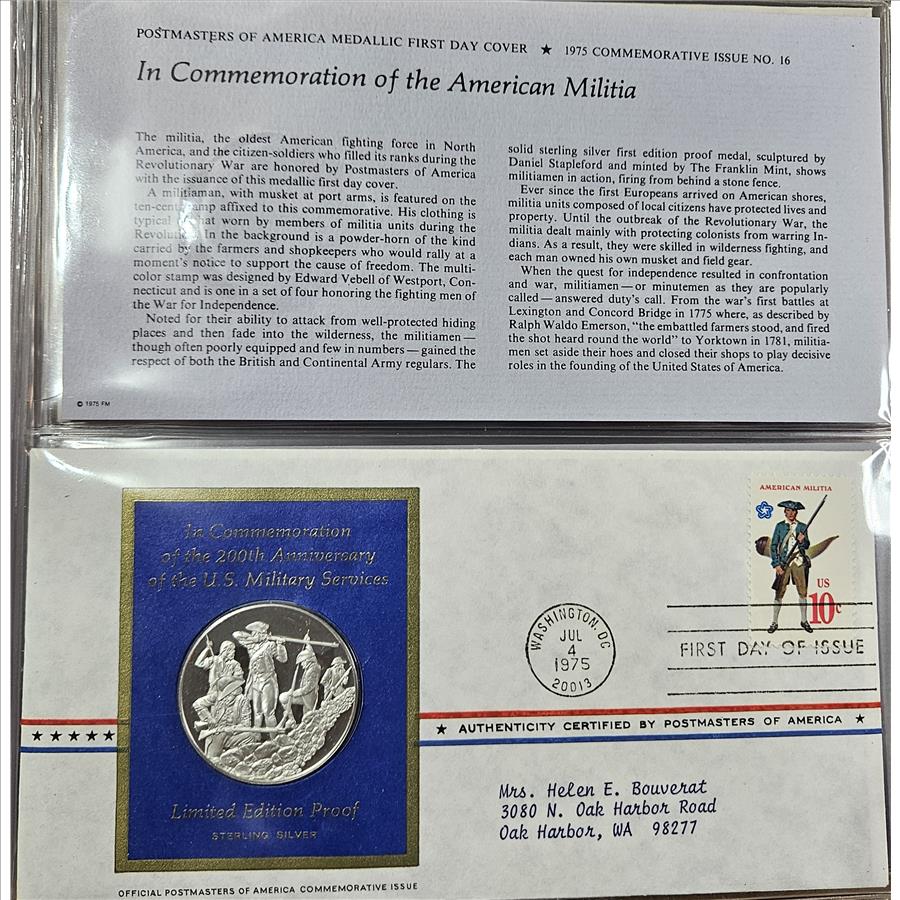 POSTMASTERS OF AMERICA MEDALLIC FIRST DAY COVER ★ 1975 COMMEMORATIVE ISSUE NO. 16
In Commemoration of the American Militia
The militia, the oldest American fighting force in North
America, and the citizen-soldiers who filled its ranks during the
Revolutionary War are honored by Postmasters of America
with the issuance of this medallic first day cover.
A militiaman, with musket at port arms, is featured on the
ten-cent stamp affixed to this commemorative. His clothing is
typical of that worn by members of militia units during the
Revolution. In the background is a powder-horn of the kind
carried by the farmers and shopkeepers who would rally at a
moment's notice to support the cause of freedom. The multi-
color stamp was designed by Edward Vebell of Westport, Con-
necticut and is one in a set of four honoring the fighting men of
the War for Independence.
Noted for their ability to attack from well-protected hiding
places and then fade into the wilderness, the militiamen—
though often poorly equipped and few in numbers—gained the
respect of both the British and Continental Army regulars. The
solid sterling silver first edition proof medal, sculptured by
Daniel Stapleford and minted by The Franklin Mint, shows
militiamen in action, firing from behind a stone fence.
Ever since the first Europeans arrived on American shores,
militia units composed of local citizens have protected lives and
property. Until the outbreak of the Revolutionary War, the
militia dealt mainly with protecting colonists from warring In-
dians. As a result, they were skilled in wilderness fighting, and
each man owned his own musket and field gear.
When the quest for independence resulted in confrontation
and war, militiamen—or minutemen as they are popularly
called—answered duty's call. From the war's first battles at
Lexington and Concord Bridge in 1775 where, as described by
Ralph Waldo Emerson, "the embattled farmers stood, and fired
the shot heard round the world" to Yorktown in 1781, militia-
men set aside their hoes and closed their shops to play decisive
roles in the founding of the United States of America.
© 1975 FM
In Commemoration
of the 200th Anniversary
of the U.S. Military Services
Limited Edition Proof
STERLING SILVER
OFFICIAL POSTMASTERS OF AMERICA COMMEMORATIVE ISSUE
AMERICAN MILITIA
US
10c
WASHINGTON, DC
JUL
4
1975
20013
FIRST DAY OF ISSUE
★ AUTHENTICITY CERTIFIED BY POSTMASTERS OF AMERICA ★
Mrs. Helen E. Bouverat
3080 N. Oak Harbor Road
Oak Harbor, WA 98277